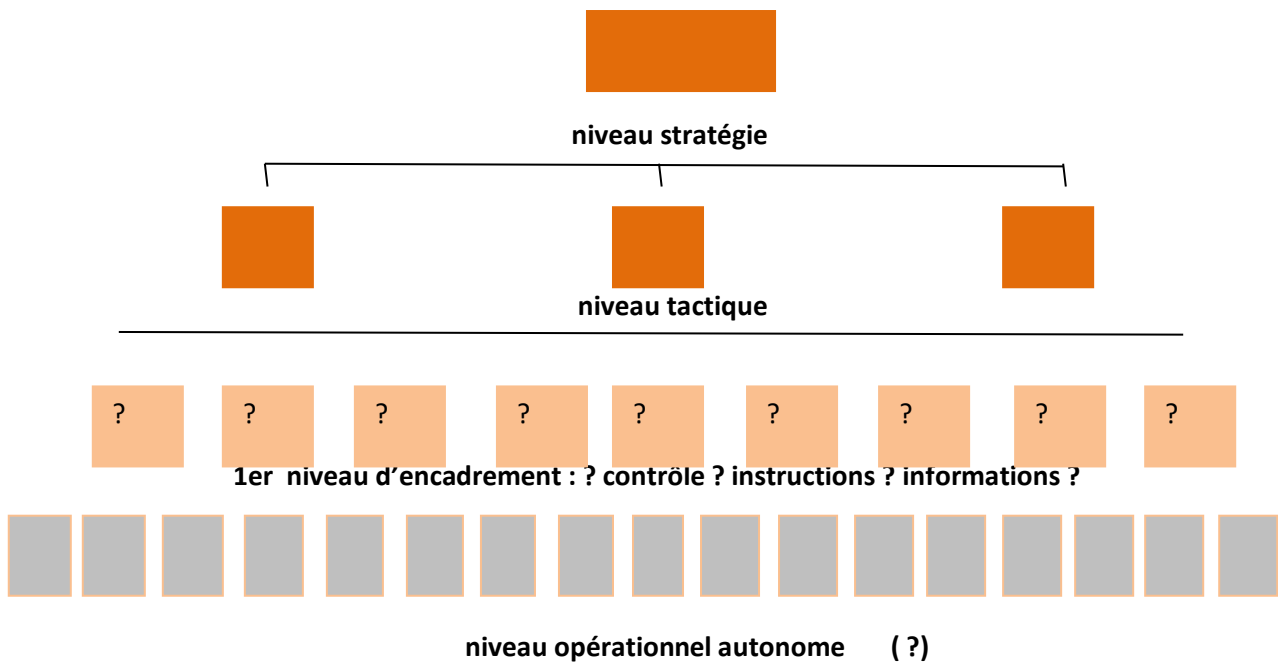 niveau stratégie
niveau tactique
? ? ? ? ? ? ? ? ?
1er niveau d’encadrement : ? contrôle ? instructions ? informations ?
niveau opérationnel autonome ( ?)